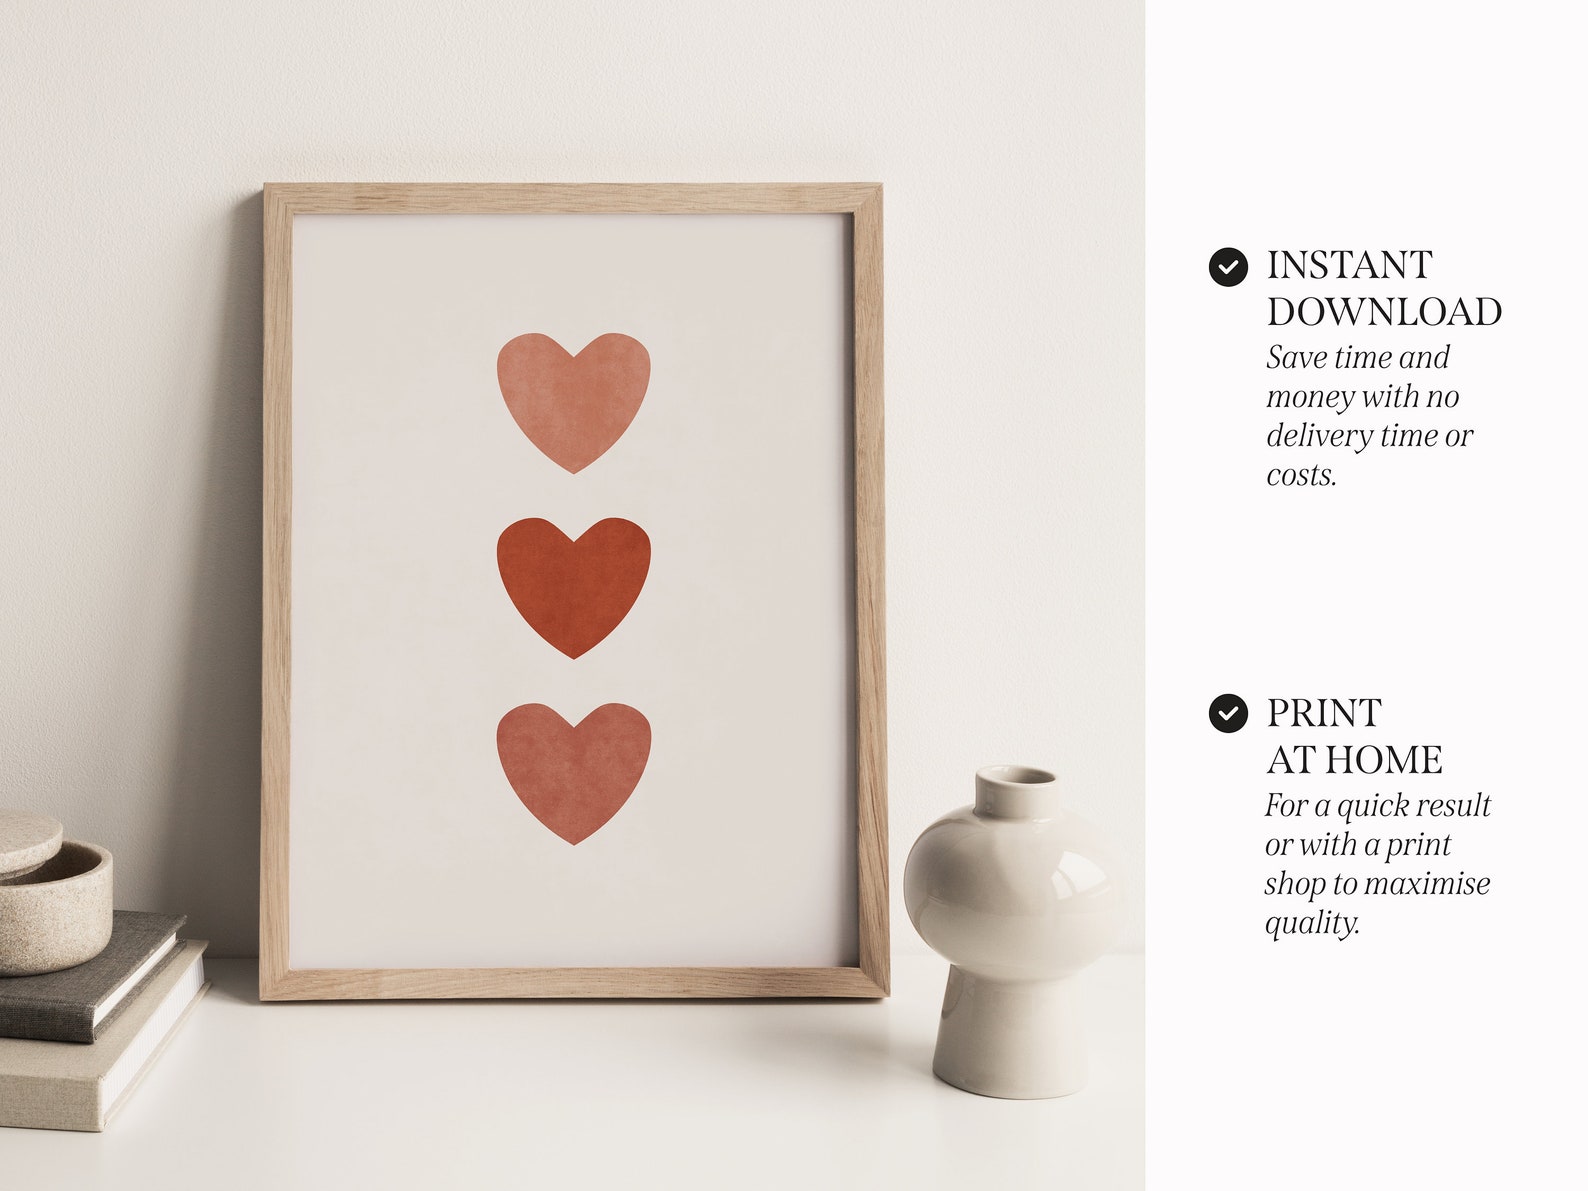 INSTANT
DOWNLOAD
Save time and
money with no
delivery time or
costs.
PRINT
AT HOME
For a quick result
or with a print
shop to maximise
quality.